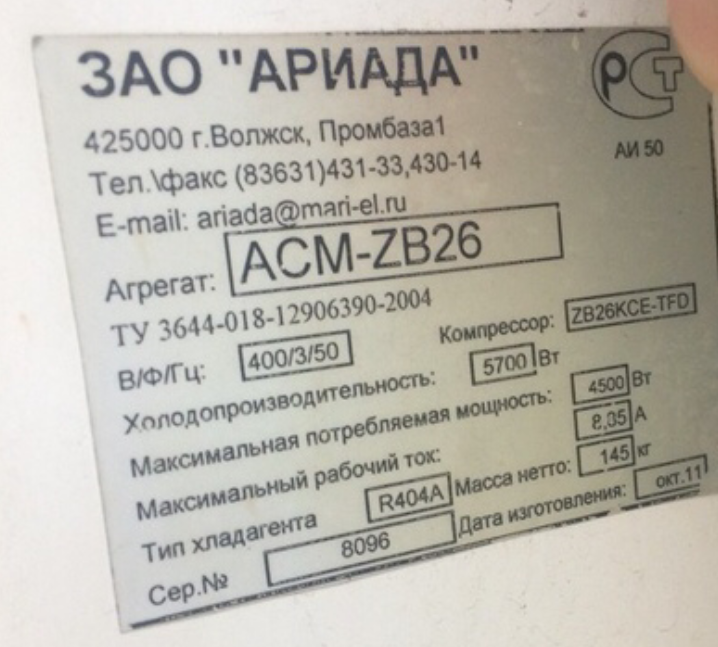 ЗАО "АРИАДА"
РСТ
425000 г.Волжск, Промбаза1
АИ 50
Тел.\факс (83631)431-33,430-14
E-mail: ariada@mari-el.ru
Агрегат: ACM-ZB26
ТУ 3644-018-12906390-2004
В/Ф/Гц: 400/3/50 Компрессор: ZB26KCE-TFD
Холодопроизводительность: 5700 Вт
Максимальная потребляемая мощность: 4500 Вт
Максимальный рабочий ток: 8,35 А
Тип хладагента R404A Масса нетто: 145 кг
Сер.№ 8096 Дата изготовления: окт.11